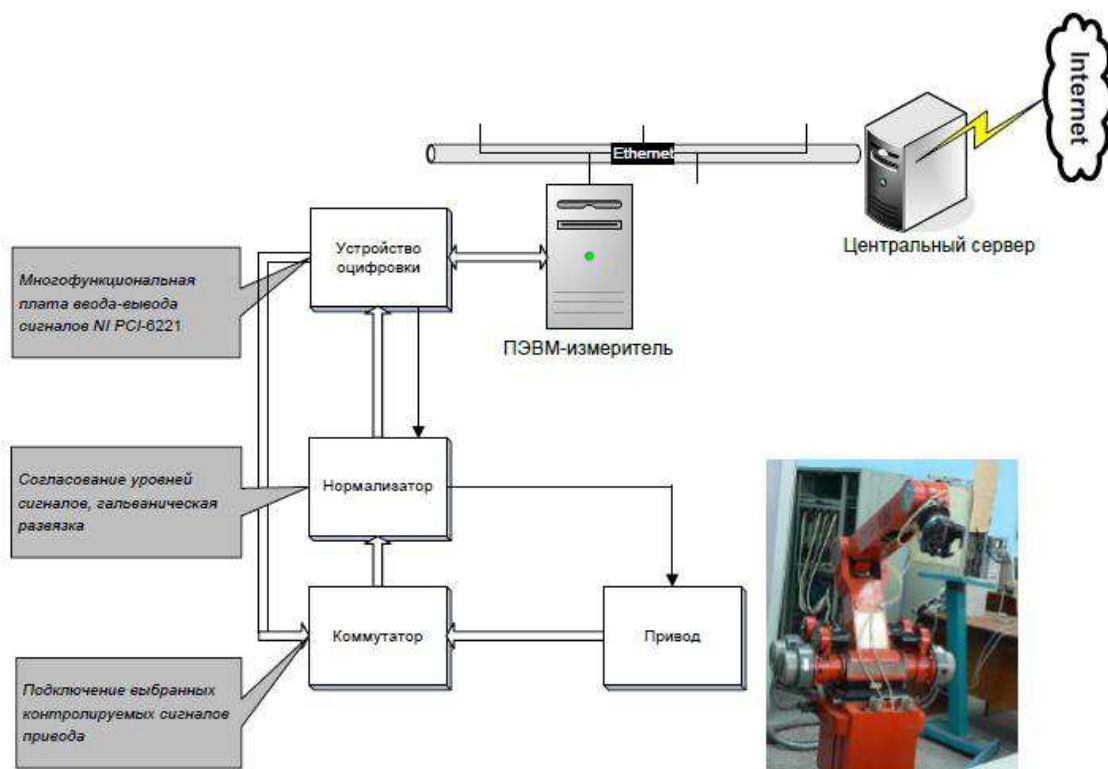 Internet
Ethernet
Центральный сервер
Устройство
оцифровки
Многофункциональная
плата ввода-вывода
сигналов NI PCI-6221
ПЭВМ-измеритель
Согласование уровней
сигналов, гальваническая
развязка
Нормализатор
Коммутатор
Привод
Подключение выбранных
контролируемых сигналов
привода